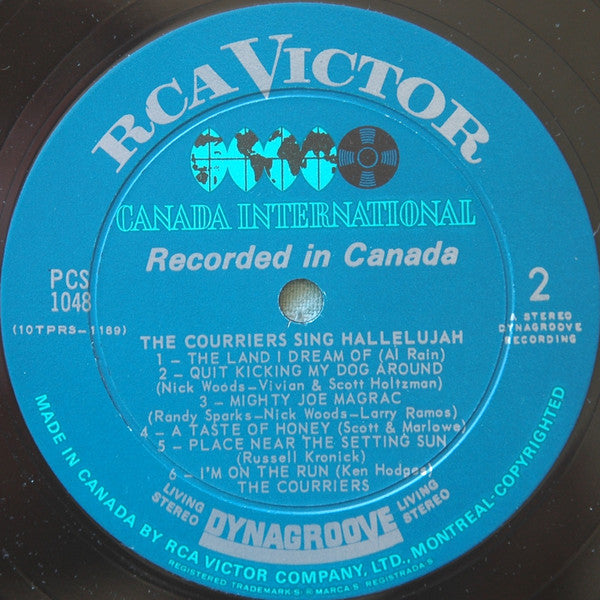 RCA VICTOR
CANADA INTERNATIONAL
Recorded in Canada
PCS
1048
(10TPRS-1189)
2
A STEREO
DYNAGROOVE
RECORDING
THE COURRIERS SING HALLELUJAH
1 – THE LAND I DREAM OF (Al Rain)
2 – QUIT KICKING MY DOG AROUND
(Nick Woods–Vivian & Scott Holtzman)
3 – MIGHTY JOE MAGRAC
(Randy Sparks–Nick Woods–Larry Ramos)
4 – A TASTE OF HONEY (Scott & Marlowe)
5 – PLACE NEAR THE SETTING SUN
(Russell Kronick)
6 – I'M ON THE RUN (Ken Hodges)
THE COURRIERS
LIVING
STEREO
DYNAGROOVE
LIVING
STEREO
MADE IN CANADA BY RCA VICTOR COMPANY, LTD. MONTREAL-COPYRIGHTED
REGISTERED TRADEMARK-S ® MARCA S REGISTRADA S